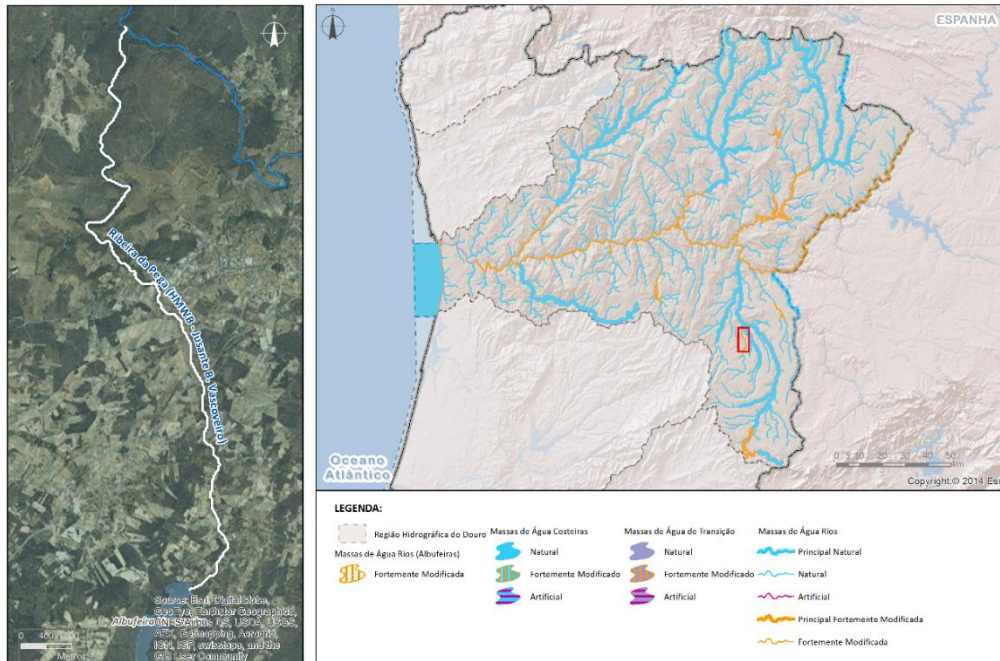 Ribeira da Pega (HMWB - Jusante B. Vascoveiro)
Albufeira
Source: Esri, DigitalGlobe,
GeoEye, Earthstar Geographics,
CNES/Airbus DS, USDA, USGS,
AEX, Getmapping, Aerogrid,
IGN, IGP, swisstopo, and the
GIS User Community
0
Metros
ESPANHA
Oceano
Atlântico
0 5 10 20 30 40 50
km
Copyright © 2014 Esri
LEGENDA:
Região Hidrográfica do Douro
Massas de Água Rios (Albufeiras)
Fortemente Modificada
Massas de Água Costeiras
Natural
Fortemente Modificado
Artificial
Massas de Água de Transição
Natural
Fortemente Modificado
Artificial
Massas de Água Rios
Principal Natural
Natural
Artificial
Principal Fortemente Modificada
Fortemente Modificada